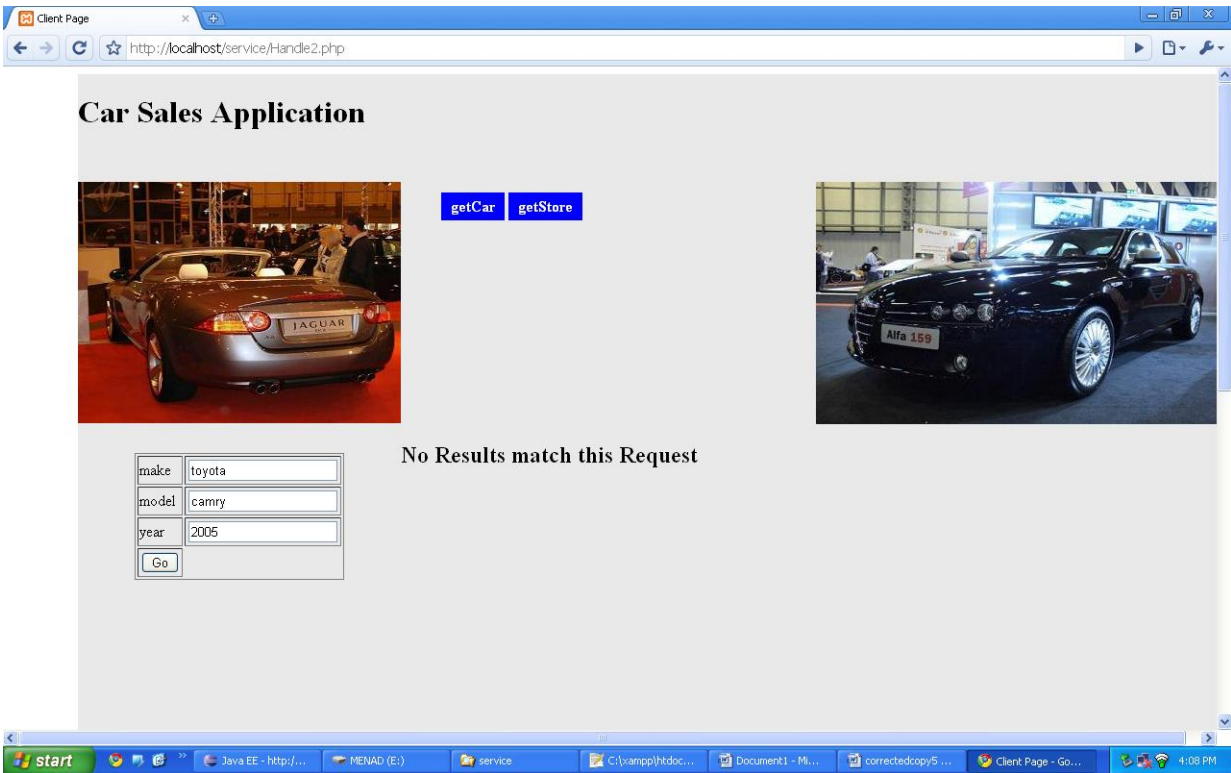 Client Page
http://localhost/service/Handle2.php
Car Sales Application
getCar getStore
JAGUAR
Alfa 159
No Results match this Request
make toyota
model camry
year 2005
Go
start
Java EE - http:/...
MENAD (E:)
service
C:\xampp\htdoc...
Document1 - Mi...
correctedcopy5 ...
Client Page - Go...
4:08 PM